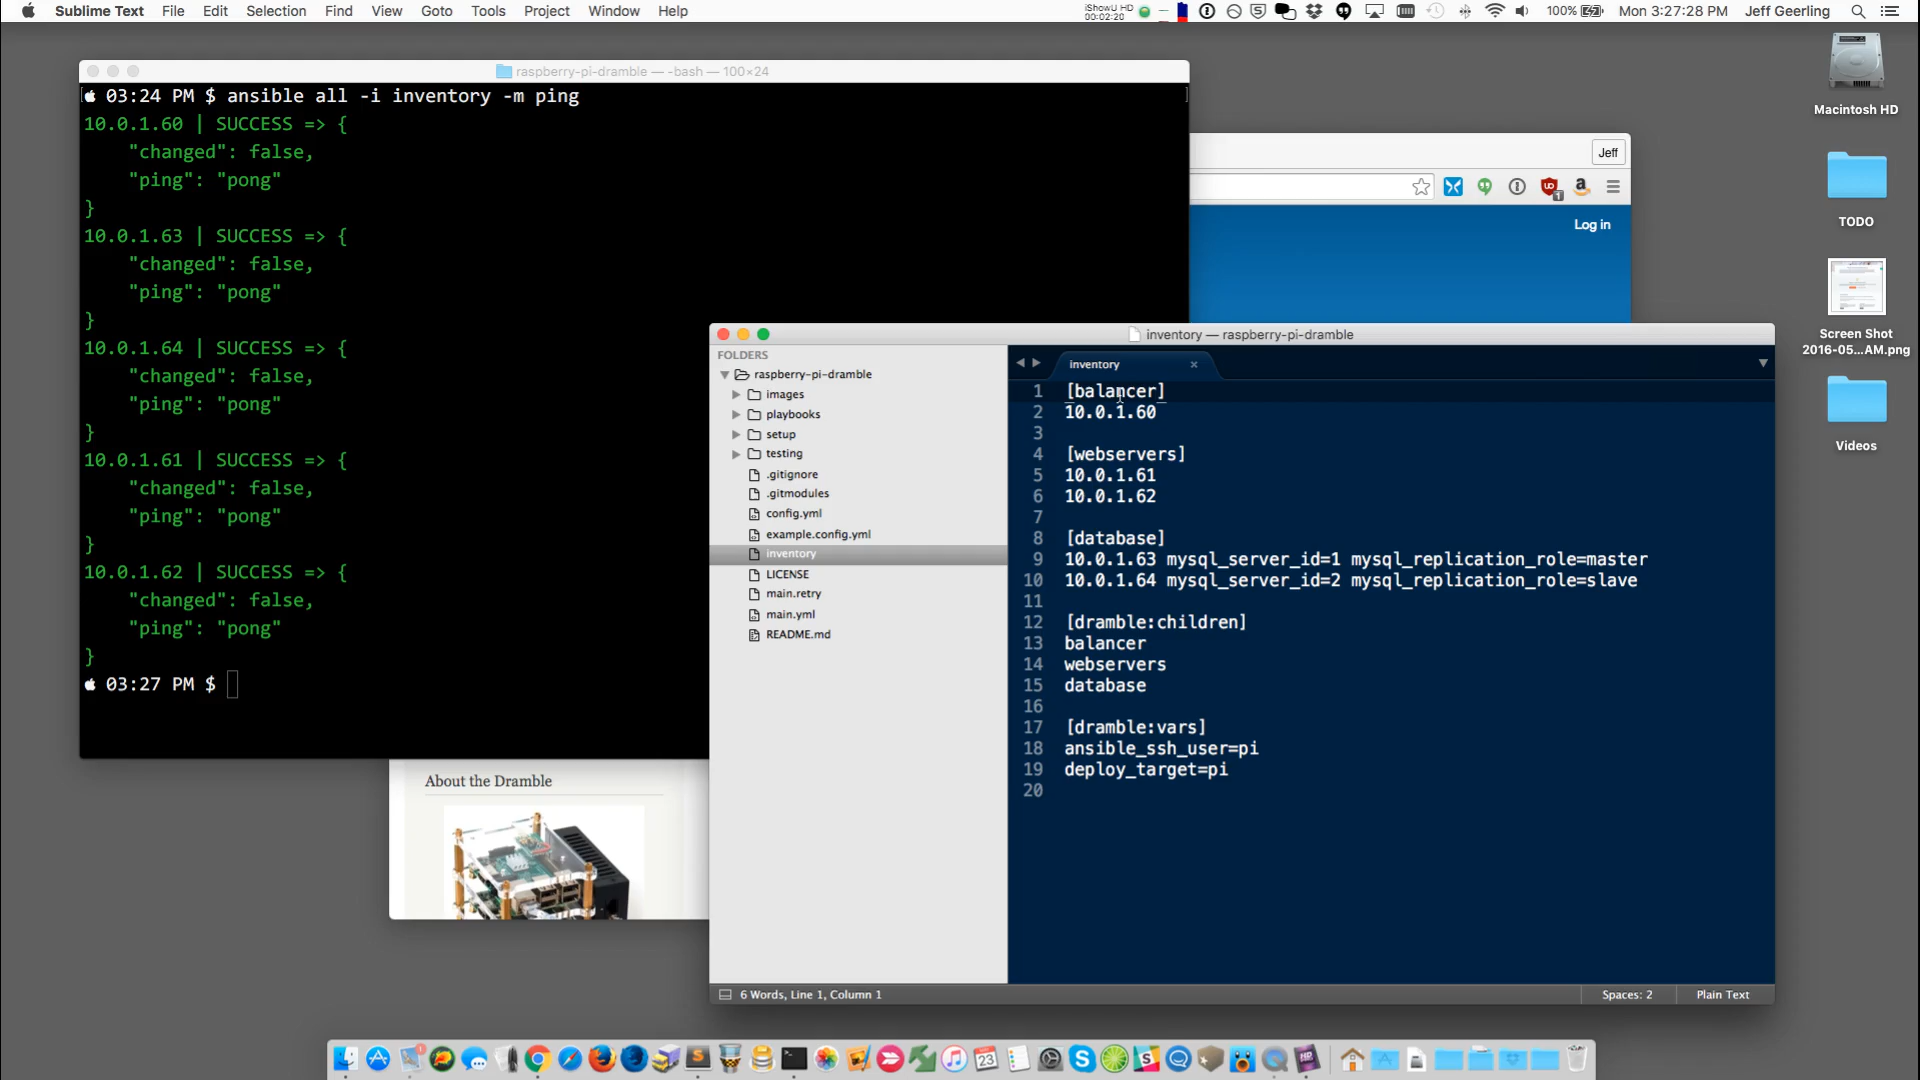 Sublime Text File Edit Selection Find View Goto Tools Project Window Help
iShowU HD
00:02:20
100%
Mon 3:27:28 PM Jeff Geerling
raspberry-pi-dramble — -bash — 100×24
03:24 PM $ ansible all -i inventory -m ping
10.0.1.60 | SUCCESS => {
"changed": false,
"ping": "pong"
}
10.0.1.63 | SUCCESS => {
"changed": false,
"ping": "pong"
}
10.0.1.64 | SUCCESS => {
"changed": false,
"ping": "pong"
}
10.0.1.61 | SUCCESS => {
"changed": false,
"ping": "pong"
}
10.0.1.62 | SUCCESS => {
"changed": false,
"ping": "pong"
}
03:27 PM $
Jeff
Log in
About the Dramble
inventory — raspberry-pi-dramble
FOLDERS
raspberry-pi-dramble
images
playbooks
setup
testing
.gitignore
.gitmodules
config.yml
example.config.yml
inventory
LICENSE
main.retry
main.yml
README.md
inventory
1 [balancer]
2 10.0.1.60
3
4 [webservers]
5 10.0.1.61
6 10.0.1.62
7
8 [database]
9 10.0.1.63 mysql_server_id=1 mysql_replication_role=master
10 10.0.1.64 mysql_server_id=2 mysql_replication_role=slave
11
12 [dramble:children]
13 balancer
14 webservers
15 database
16
17 [dramble:vars]
18 ansible_ssh_user=pi
19 deploy_target=pi
20
6 Words, Line 1, Column 1
Spaces: 2
Plain Text
Macintosh HD
TODO
Screen Shot
2016-05...AM.png
Videos
23